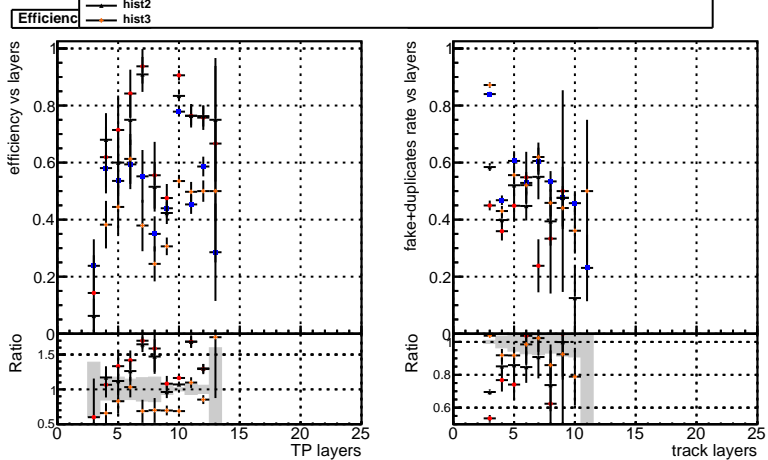 hist2
Efficienc
hist3
efficiency vs layers
1
0.8
0.6
0.4
0.2
0
Ratio
1.5
1
0.5
0 5 10 15 20 25
TP layers
fake+duplicates rate vs layers
1
0.8
0.6
0.4
0.2
0
Ratio
1
0.8
0.6
0 5 10 15 20 25
track layers